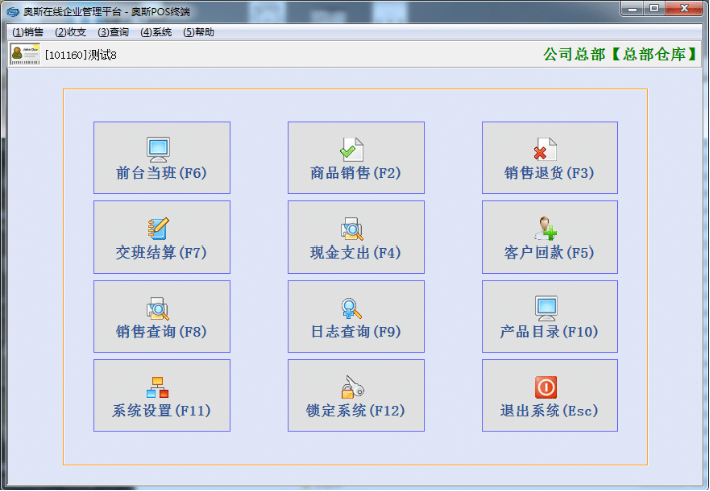 奥斯在线企业管理平台 - 奥斯POS终端
(1)销售 (2)收支 (3)查询 (4)系统 (5)帮助
[101160]测试8 公司总部【总部仓库】
前台当班(F6) 商品销售(F2) 销售退货(F3)
交班结算(F7) 现金支出(F4) 客户回款(F5)
销售查询(F8) 日志查询(F9) 产品目录(F10)
系统设置(F11) 锁定系统(F12) 退出系统(Esc)